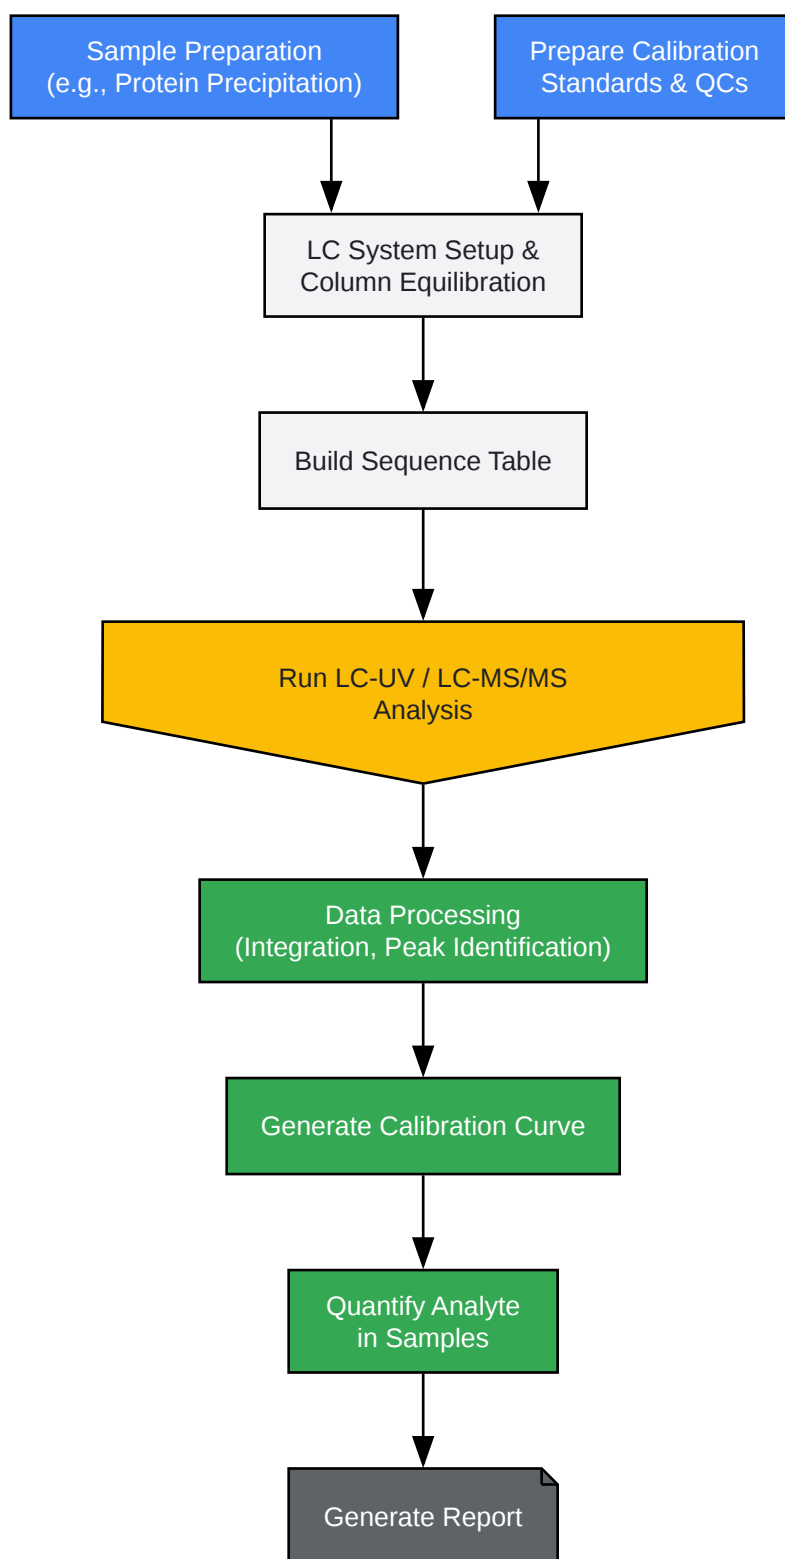 Sample Preparation
(e.g., Protein Precipitation)
Prepare Calibration
Standards & QCs
LC System Setup &
Column Equilibration
Build Sequence Table
Run LC-UV / LC-MS/MS
Analysis
Data Processing
(Integration, Peak Identification)
Generate Calibration Curve
Quantify Analyte
in Samples
Generate Report